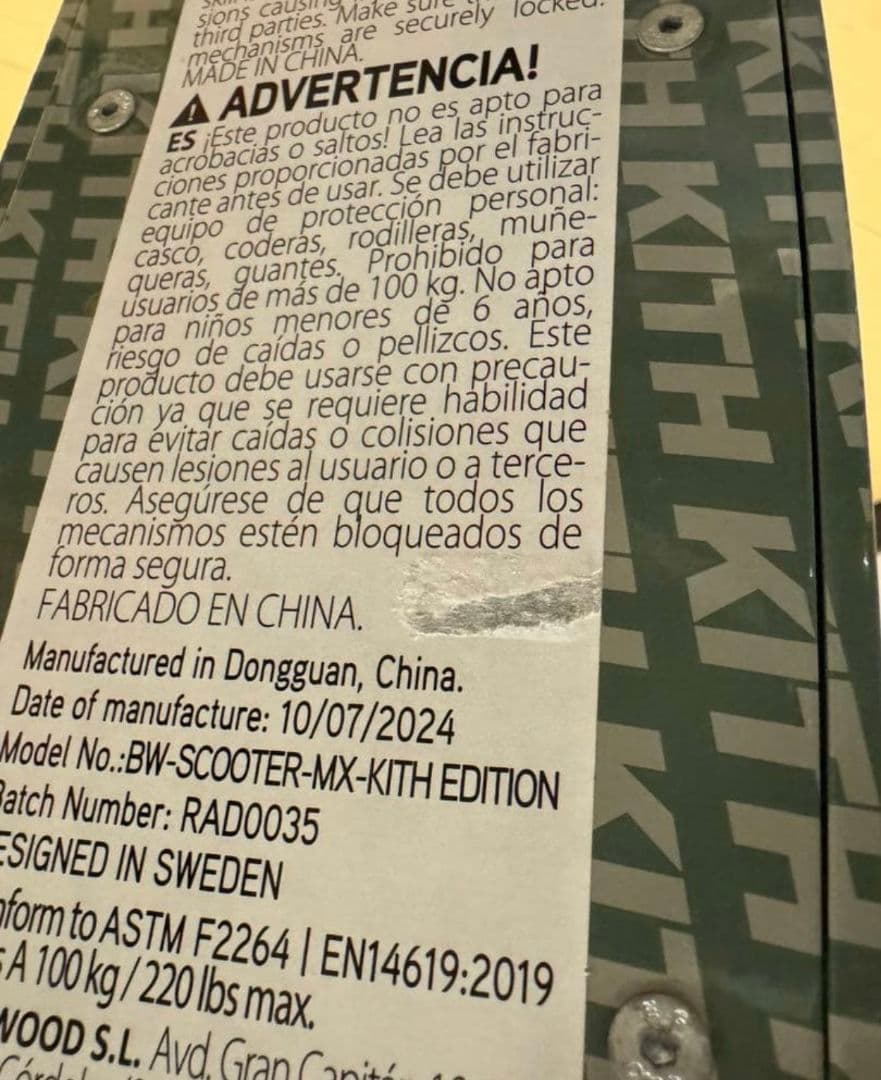 sions causing
third parties. Make sure
mechanisms are securely locked.
MADE IN CHINA.
ADVERTENCIA!
ES ¡Este producto no es apto para
acrobacias o saltos! Lea las instruc-
ciones proporcionadas por el fabri-
cante antes de usar. Se debe utilizar
equipo de protección personal:
casco, coderas, rodilleras, muñe-
queras, guantes. Prohibido para
usuarios de más de 100 kg. No apto
para niños menores de 6 años,
riesgo de caídas o pellizcos. Este
producto debe usarse con precau-
ción ya que se requiere habilidad
para evitar caídas o colisiones que
causen lesiones al usuario o a terce-
ros. Asegúrese de que todos los
mecanismos estén bloqueados de
forma segura.
FABRICADO EN CHINA.
Manufactured in Dongguan, China.
Date of manufacture: 10/07/2024
Model No.:BW-SCOOTER-MX-KITH EDITION
Batch Number: RAD0035
DESIGNED IN SWEDEN
nform to ASTM F2264 | EN14619:2019
A 100 kg / 220 lbs max.
WOOD S.L. Avd. Gran
KITH
KITH
KITH
KITH